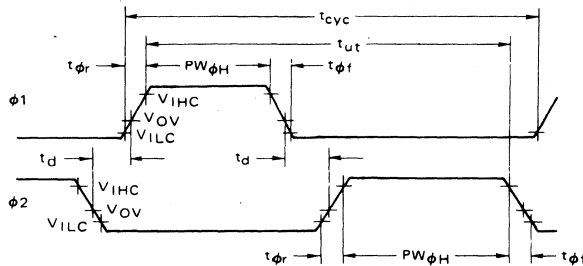 tcyc
tut
tφr PWφH tφf
φ1
VIHC
VOV
VILC
td td
φ2
VIHC
VOV
VILC
tφr PWφH tφf